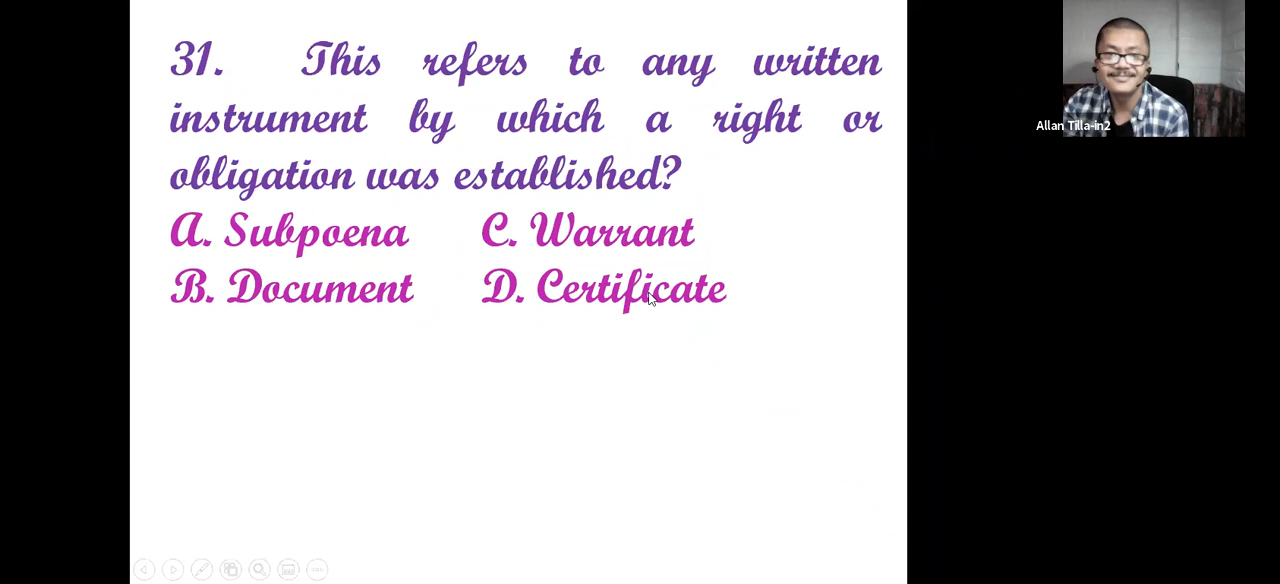 31. This refers to any written
instrument by which a right or
obligation was established?
A. Subpoena C. Warrant
B. Document D. Certificate
Allan Tilla-in2